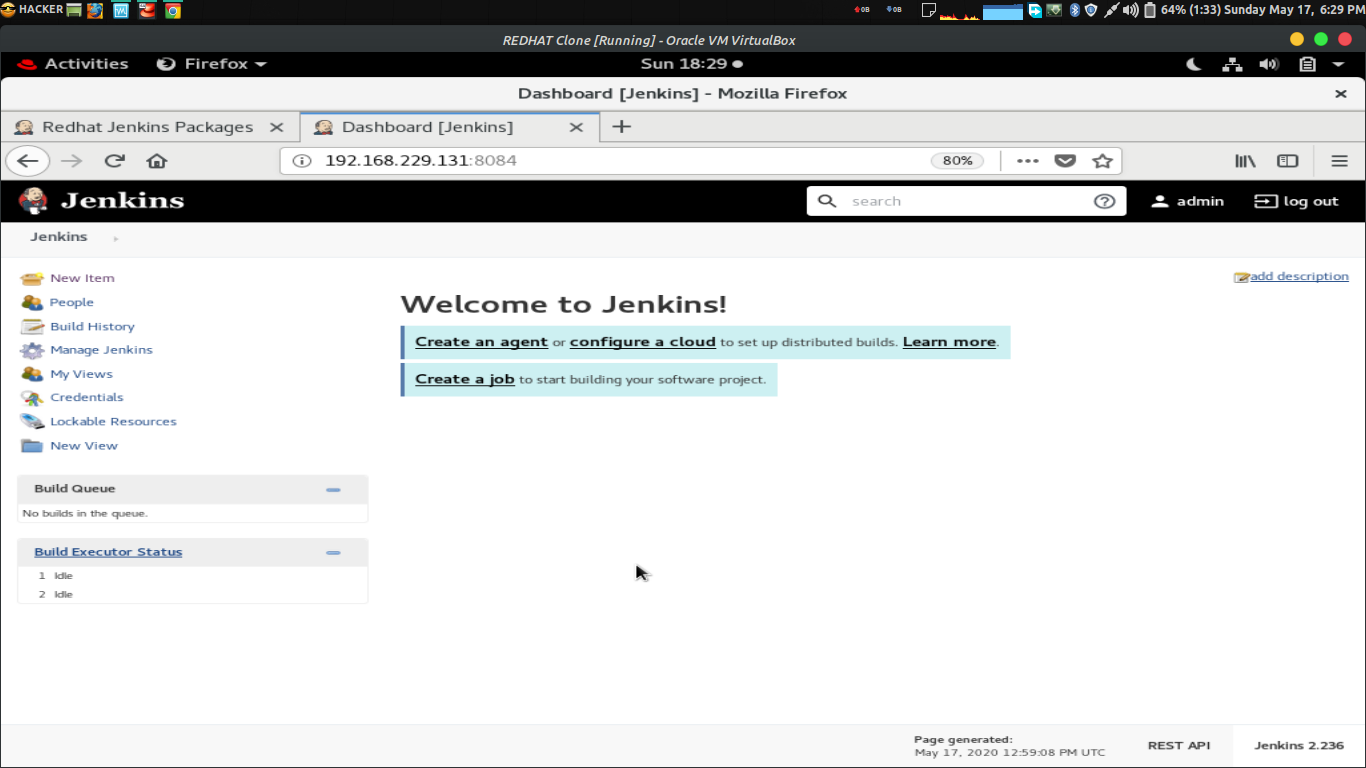 HACKER
0B
0B
64% (1:33) Sunday May 17, 6:29 PM
REDHAT Clone [Running] - Oracle VM VirtualBox
Activities Firefox
Sun 18:29
Dashboard [Jenkins] - Mozilla Firefox
Redhat Jenkins Packages
Dashboard [Jenkins]
192.168.229.131:8084
80%
Jenkins
search
admin
log out
Jenkins
New Item
People
Build History
Manage Jenkins
My Views
Credentials
Lockable Resources
New View
Build Queue
No builds in the queue.
Build Executor Status
1 Idle
2 Idle
add description
Welcome to Jenkins!
Create an agent or configure a cloud to set up distributed builds. Learn more.
Create a job to start building your software project.
Page generated:
May 17, 2020 12:59:08 PM UTC
REST API
Jenkins 2.236